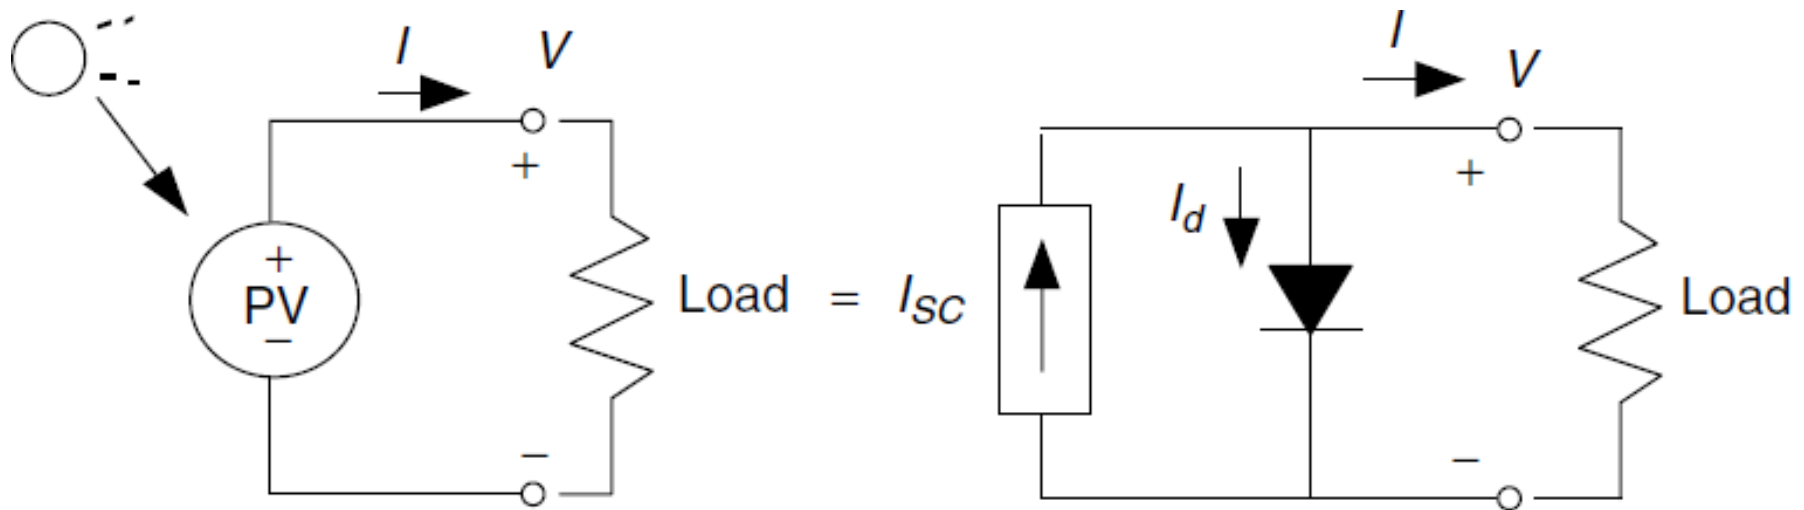 I V
+
+
PV
−
Load
−
=
I_SC
I V
+
I_d
Load
−